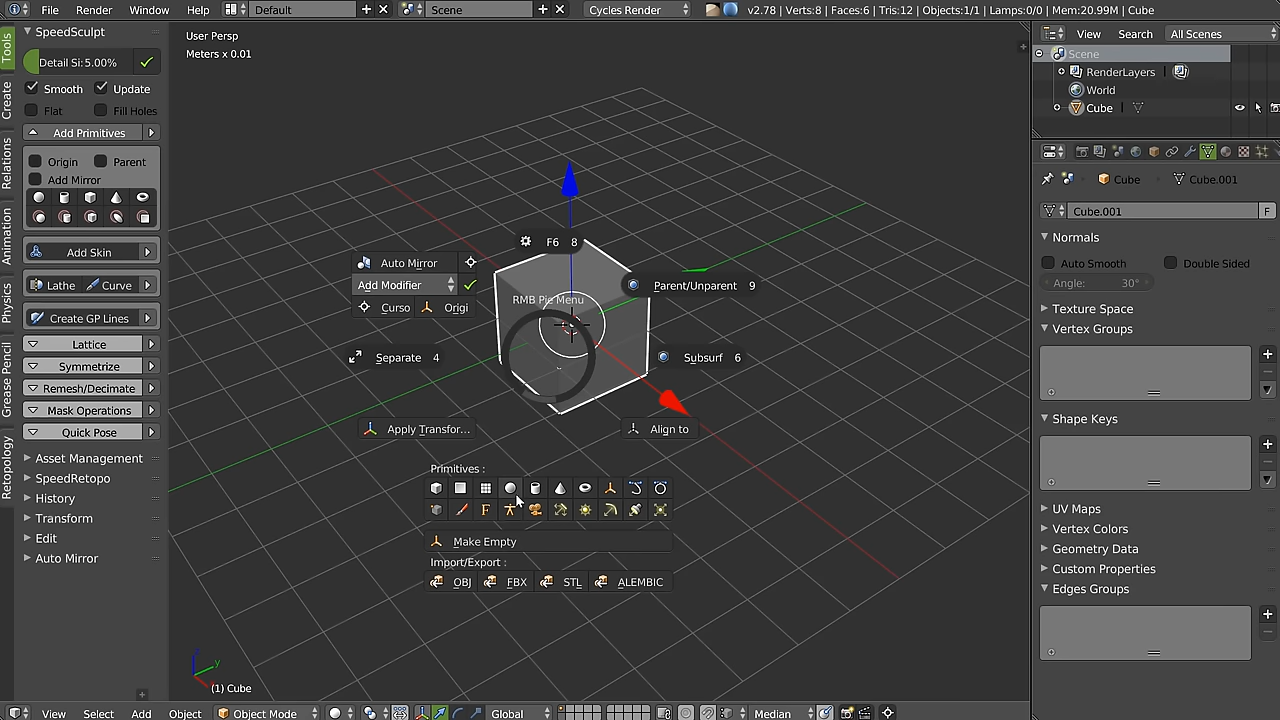 File Render Window Help Default Scene Cycles Render v2.78 | Verts:8 | Faces:6 | Tris:12 | Objects:1/1 | Lamps:0/0 | Mem:20.99M | Cube
Tools
Create
Relations
Animation
Physics
Grease Pencil
Retopology
SpeedSculpt
Detail Si: 5.00%
Smooth Update
Flat Fill Holes
Add Primitives
Origin Parent
Add Mirror
Add Skin
Lathe Curve
Create GP Lines
Lattice
Symmetrize
Remesh/Decimate
Mask Operations
Quick Pose
Asset Management
SpeedRetopo
History
Transform
Edit
Auto Mirror
User Persp
Meters x 0.01
F6 8
Auto Mirror
Add Modifier
Curso Origi
RMB Pie Menu
Parent/Unparent 9
Separate 4
Subsurf 6
Apply Transfor...
Align to
Primitives :
Make Empty
Import/Export :
OBJ FBX STL ALEMBIC
z
y
(1) Cube
View Select Add Object Object Mode Global Median
View Search All Scenes
Scene
RenderLayers
World
Cube
Cube Cube.001
Cube.001 F
Normals
Auto Smooth Double Sided
Angle: 30°
Texture Space
Vertex Groups
Shape Keys
UV Maps
Vertex Colors
Geometry Data
Custom Properties
Edges Groups